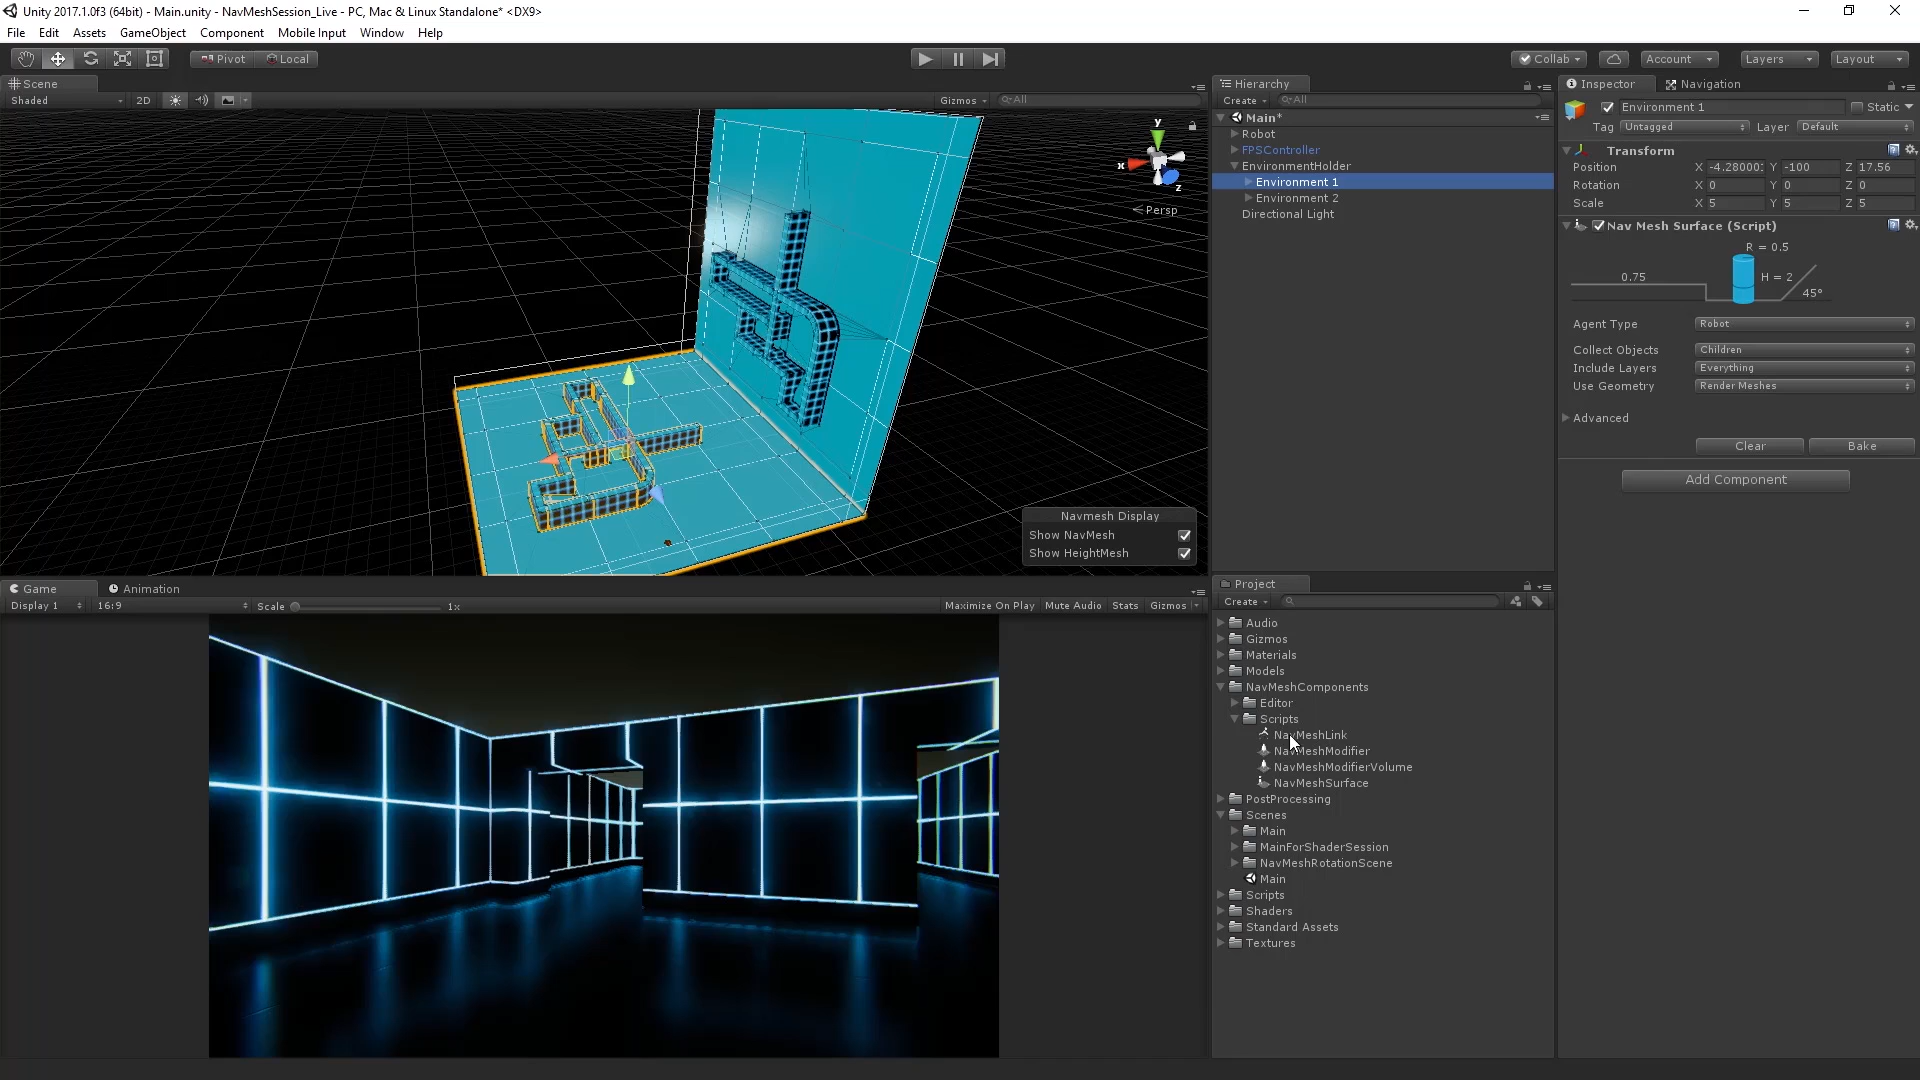 Unity 2017.1.0f3 (64bit) - Main.unity - NavMeshSession_Live - PC, Mac & Linux Standalone* <DX9>
File Edit Assets GameObject Component Mobile Input Window Help
Pivot Local Collab Account Layers Layout
Scene
Shaded 2D Gizmos All
y
x
z
Persp
Navmesh Display
Show NavMesh
Show HeightMesh
Game Animation
Display 1 16:9 Scale 1x Maximize On Play Mute Audio Stats Gizmos
Hierarchy
Create All
Main*
Robot
FPSController
EnvironmentHolder
Environment 1
Environment 2
Directional Light
Project
Create
Audio
Gizmos
Materials
Models
NavMeshComponents
Editor
Scripts
NavMeshLink
NavMeshModifier
NavMeshModifierVolume
NavMeshSurface
PostProcessing
Scenes
Main
MainForShaderSession
NavMeshRotationScene
Main
Scripts
Shaders
Standard Assets
Textures
Inspector Navigation
Environment 1 Static
Tag Untagged Layer Default
Transform
Position X -4.28000: Y -100 Z 17.56
Rotation X 0 Y 0 Z 0
Scale X 5 Y 5 Z 5
Nav Mesh Surface (Script)
R = 0.5
0.75 H = 2
45°
Agent Type Robot
Collect Objects Children
Include Layers Everything
Use Geometry Render Meshes
Advanced
Clear Bake
Add Component